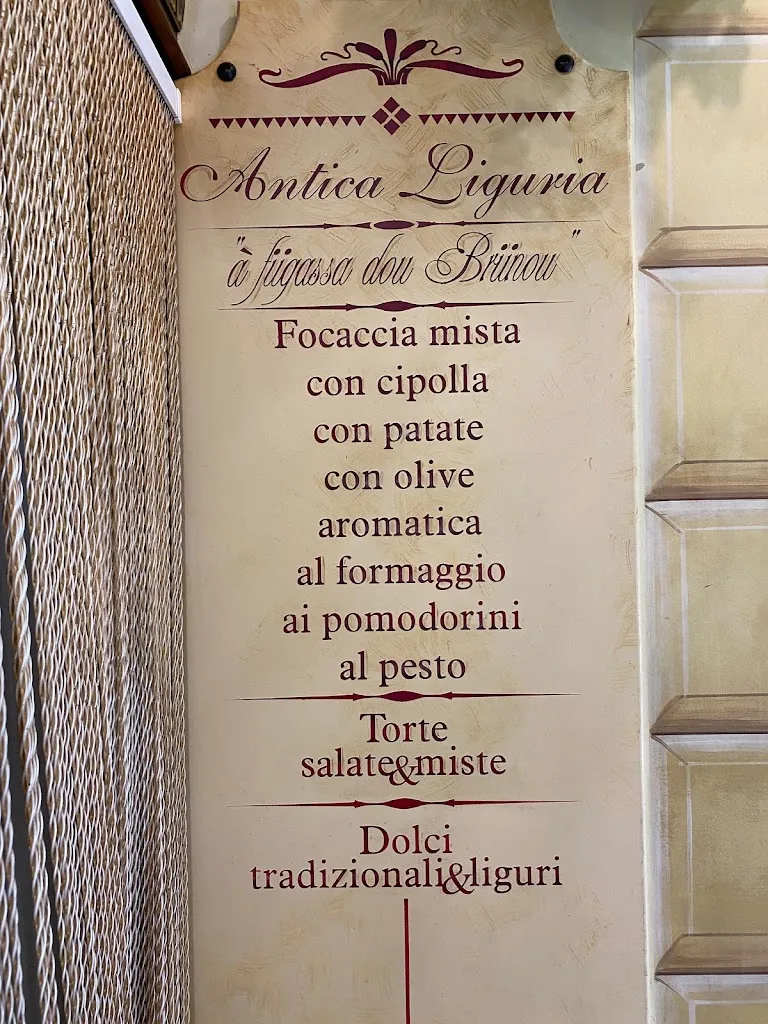 Antica Liguria
"à fügassa dou Brünou"
Focaccia mista
con cipolla
con patate
con olive
aromatica
al formaggio
ai pomodorini
al pesto
Torte
salate&miste
Dolci
tradizionali&liguri